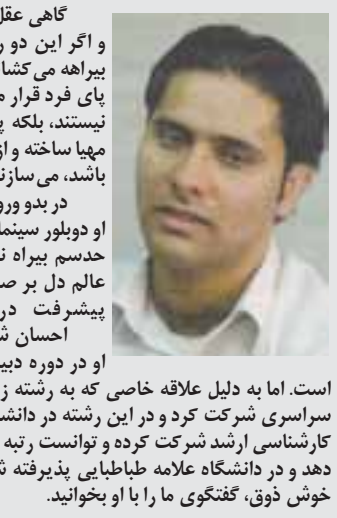 گاهی عقل
و اگر این دو ر
بیراهه می‌کشا
پای فرد قرار م
نیستند، بلکه پ
مهیا ساخته و از
باشد، می‌سازن
در بدو ورو
او دوبلور سینما
حدسم بیراه ن
عالم دل بر ص
پیشرفت در
احسان ش
او در دوره دبیر
است. اما به دلیل علاقه خاصی که به رشته ز
سراسری شرکت کرد و در این رشته در دانش
کارشناسی ارشد شرکت کرده و توانست رتبه
دهد و در دانشگاه علامه طباطبایی پذیرفته ش
خوش ذوق، گفتگوی ما را با او بخوانید.